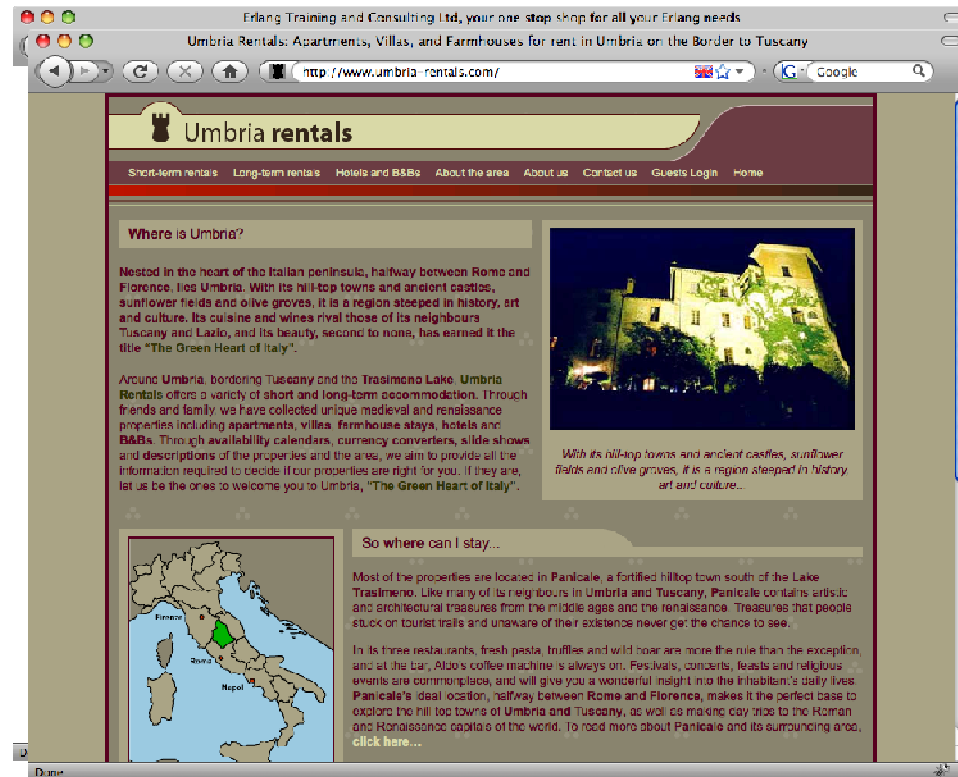 Erlang Training and Consulting Ltd, your one stop shop for all your Erlang needs
Umbria Rentals: Apartments, Villas, and Farmhouses for rent in Umbria on the Border to Tuscany
http://www.umbria-rentals.com/
G Google
Umbria rentals
Short-term rentals Long-term rentals Hotels and B&Bs About the area About us Contact us Guests Login Home
Where is Umbria?
Nested in the heart of the Italian peninsula, halfway between Rome and
Florence, lies Umbria. With its hill-top towns and ancient castles,
sunflower fields and olive groves, it is a region steeped in history, art
and culture. Its cuisine and wines rival those of its neighbours
Tuscany and Lazio, and its beauty, second to none, has earned it the
title "The Green Heart of Italy".
Around Umbria, bordering Tuscany and the Trasimeno Lake, Umbria
Rentals offers a variety of short and long-term accommodation. Through
friends and family, we have collected unique medieval and renaissance
properties including apartments, villas, farmhouse stays, hotels and
B&Bs. Through availability calendars, currency converters, slide shows
and descriptions of the properties and the area, we aim to provide all the
information required to decide if our properties are right for you. If they are,
let us be the ones to welcome you to Umbria, "The Green Heart of Italy".
With its hill-top towns and ancient castles, sunflower
fields and olive groves, it is a region steeped in history,
art and culture...
Firenze
Roma
Napoli
So where can I stay...
Most of the properties are located in Panicale, a fortified hilltop town south of the Lake
Trasimeno. Like many of its neighbours in Umbria and Tuscany, Panicale contains artistic
and architectural treasures from the middle ages and the renaissance. Treasures that people
stuck on tourist trails and unaware of their existence never get the chance to see.
In its three restaurants, fresh pasta, truffles and wild boar are more the rule than the exception,
and at the bar, Aldo's coffee machine is always on. Festivals, concerts, feasts and religious
events are commonplace, and will give you a wonderful insight into the inhabitant's daily lives.
Panicale's ideal location, halfway between Rome and Florence, makes it the perfect base to
explore the hill top towns of Umbria and Tuscany, as well as making day trips to the Roman
and Renaissance capitals of the world. To read more about Panicale and its surrounding area,
click here...
D
Done